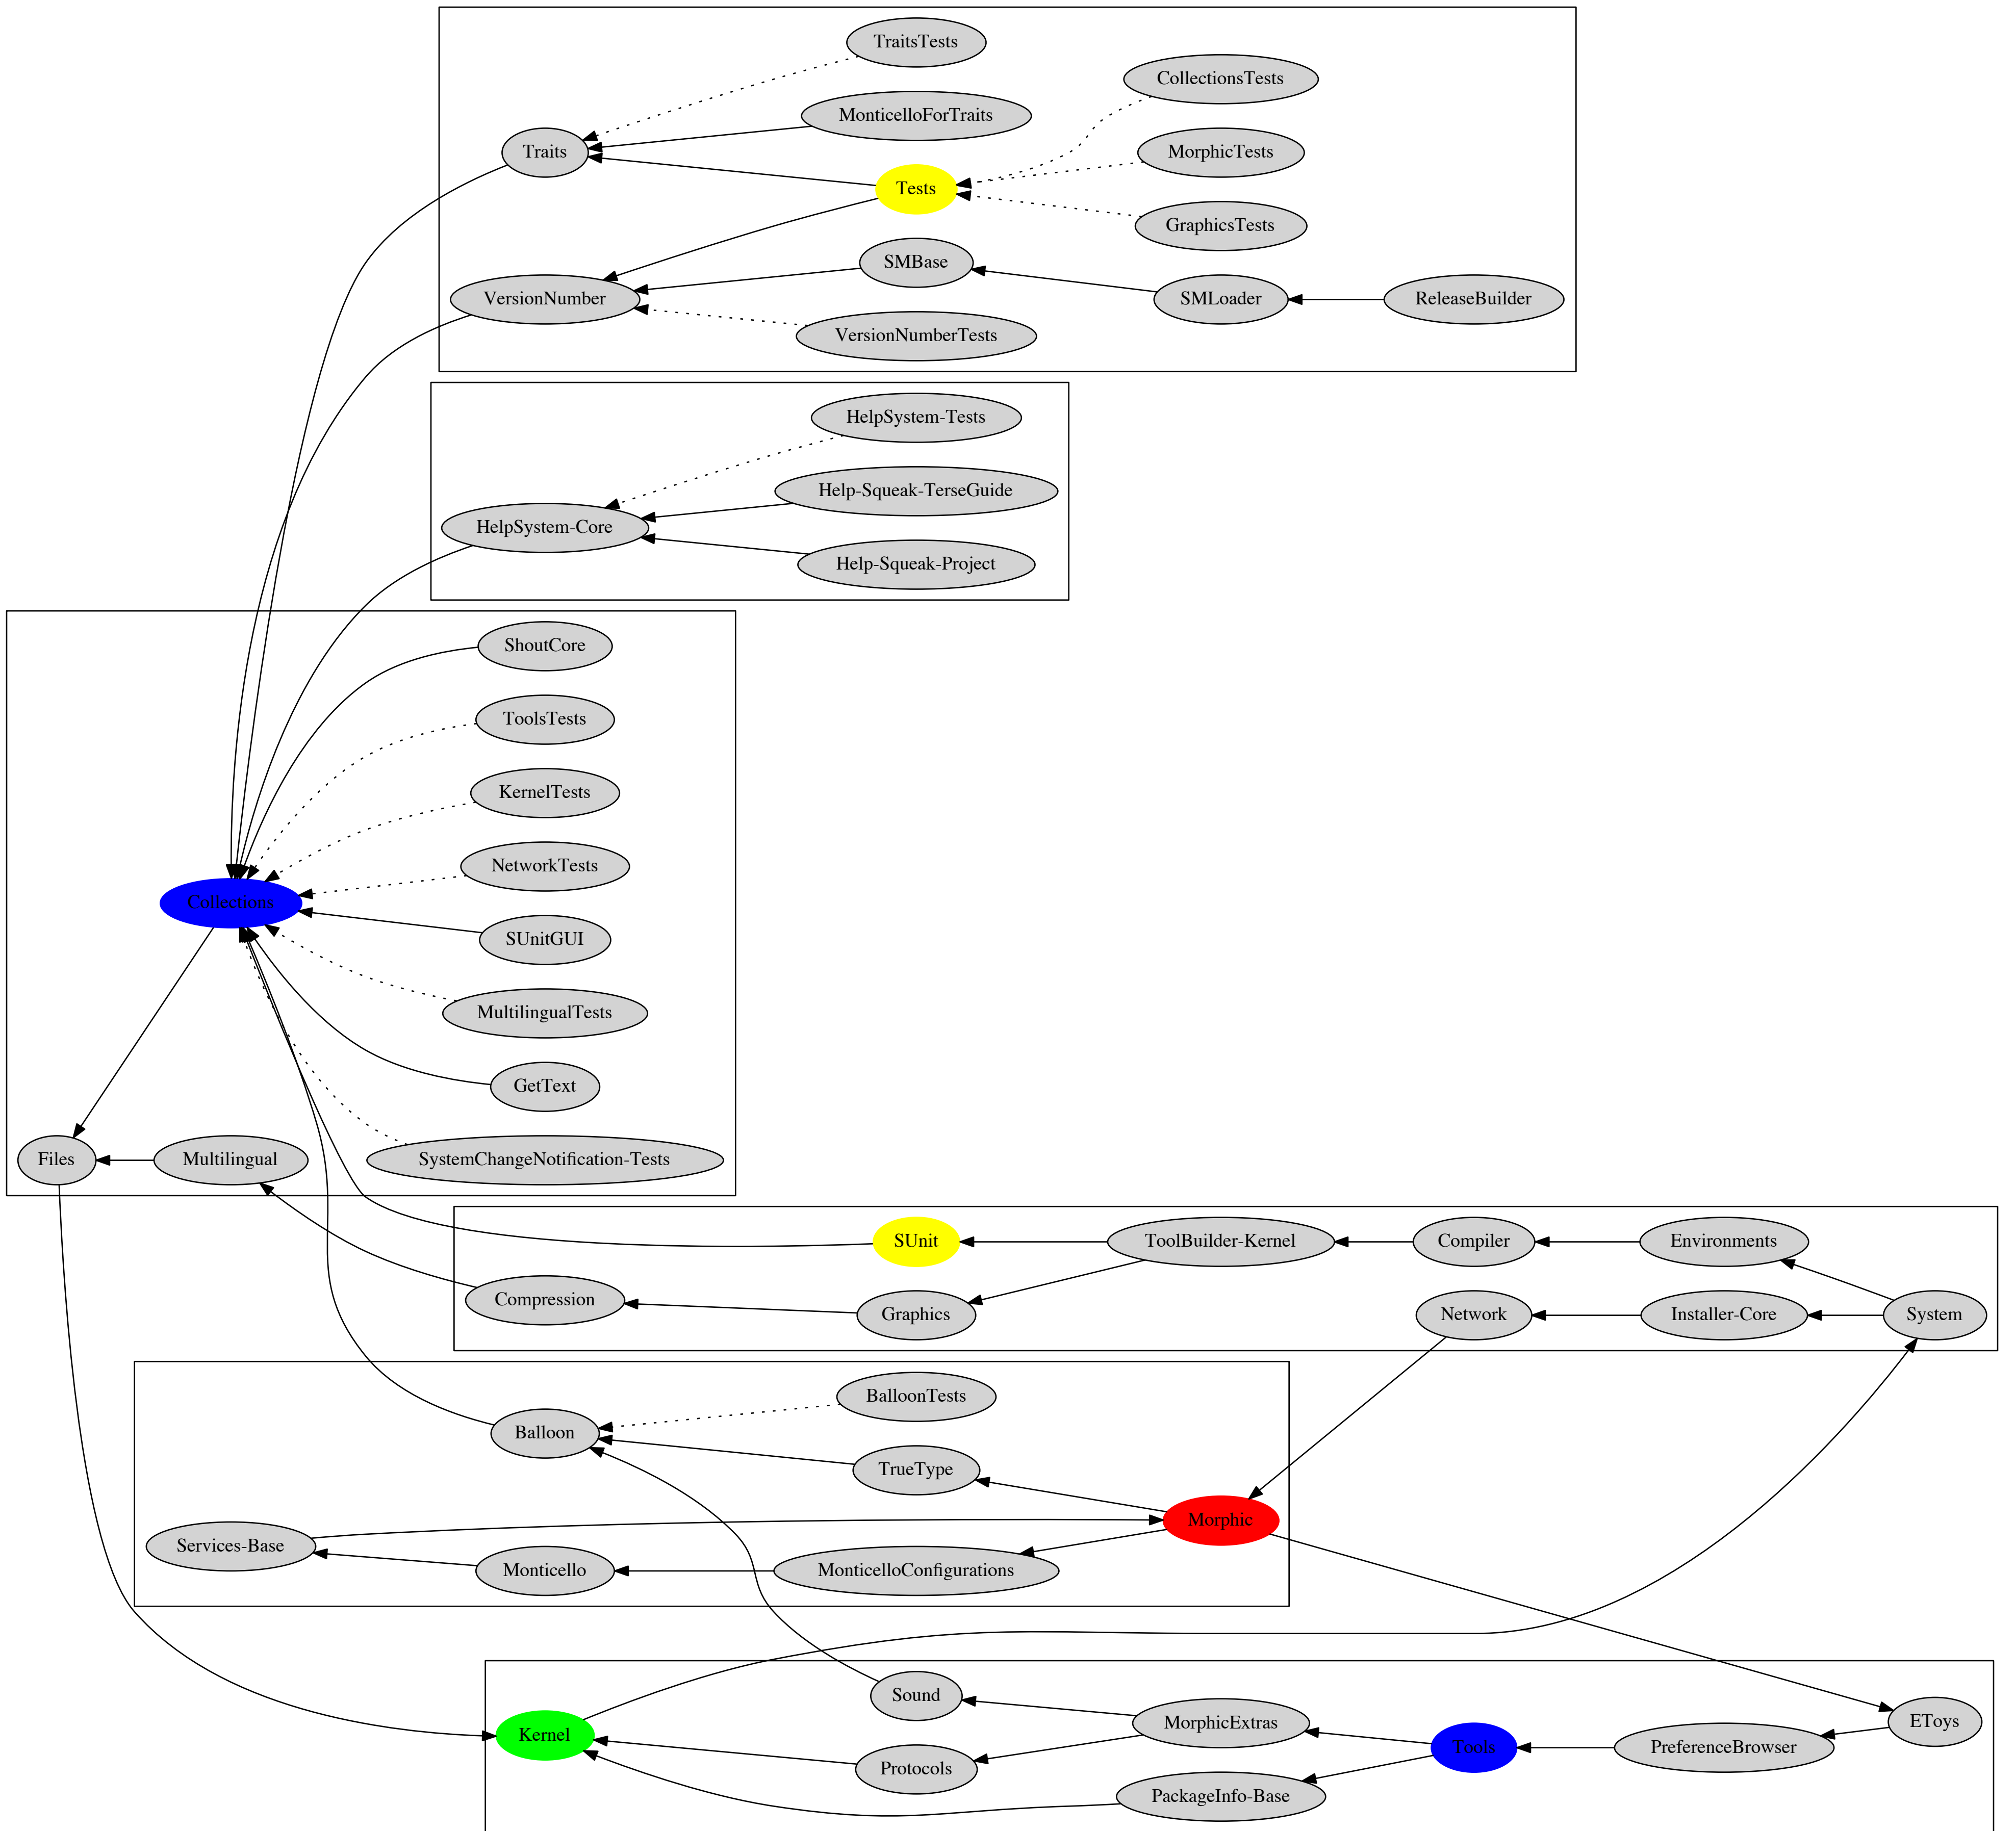 TraitsTests
CollectionsTests
MonticelloForTraits
Traits
MorphicTests
Tests
GraphicsTests
SMBase
VersionNumber
SMLoader
ReleaseBuilder
VersionNumberTests
HelpSystem-Tests
Help-Squeak-TerseGuide
HelpSystem-Core
Help-Squeak-Project
ShoutCore
ToolsTests
KernelTests
NetworkTests
Collections
SUnitGUI
MultilingualTests
GetText
Files
Multilingual
SystemChangeNotification-Tests
SUnit
ToolBuilder-Kernel
Compiler
Environments
Compression
Graphics
Network
Installer-Core
System
BalloonTests
Balloon
TrueType
Morphic
Services-Base
Monticello
MonticelloConfigurations
Sound
Kernel
MorphicExtras
EToys
Tools
PreferenceBrowser
Protocols
PackageInfo-Base